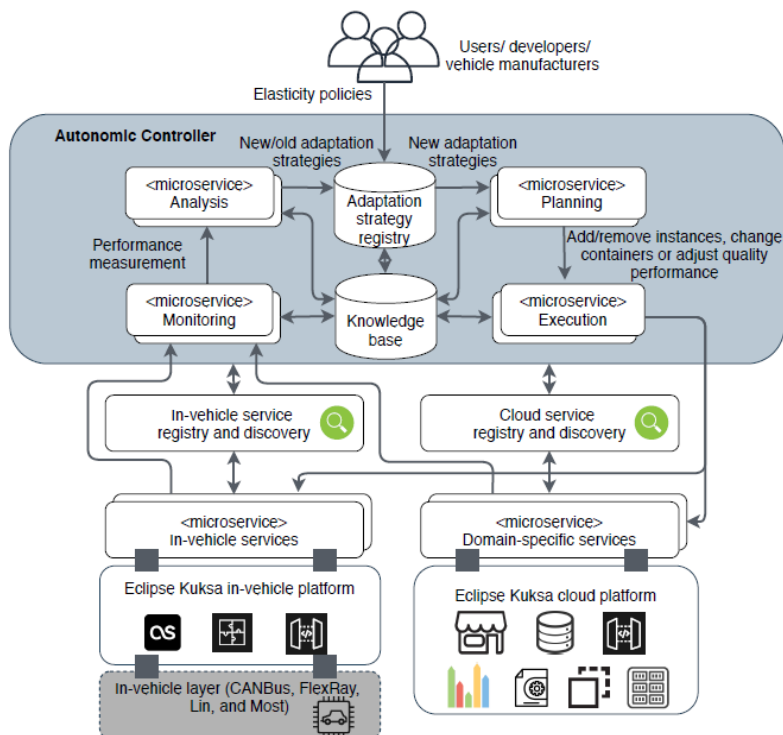 Users/ developers/
vehicle manufacturers
Elasticity policies
Autonomic Controller
New/old adaptation
strategies
New adaptation
strategies
<microservice>
Analysis
Adaptation
strategy
registry
<microservice>
Planning
Performance
measurement
Add/remove instances, change
containers or adjust quality
performance
<microservice>
Monitoring
Knowledge
base
<microservice>
Execution
In-vehicle service
registry and discovery
Cloud service
registry and discovery
<microservice>
In-vehicle services
<microservice>
Domain-specific services
Eclipse Kuksa in-vehicle platform
Eclipse Kuksa cloud platform
as
</>
</>
In-vehicle layer (CANBus, FlexRay,
Lin, and Most)